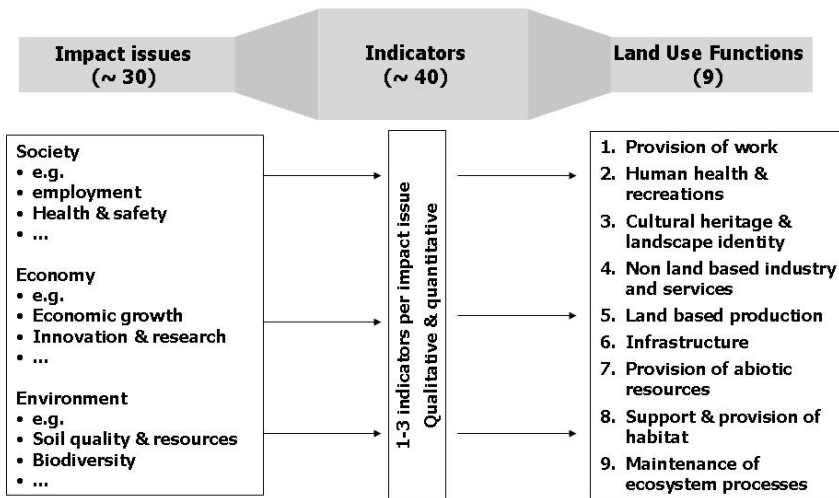 Impact issues
(~ 30)
Indicators
(~ 40)
Land Use Functions
(9)
Society
• e.g.
• employment
• Health & safety
• ...
Economy
• e.g.
• Economic growth
• Innovation & research
• ...
Environment
• e.g.
• Soil quality & resources
• Biodiversity
• ...
1-3 indicators per impact issue
Qualitative & quantitative
1. Provision of work
2. Human health &
recreations
3. Cultural heritage &
landscape identity
4. Non land based industry
and services
5. Land based production
6. Infrastructure
7. Provision of abiotic
resources
8. Support & provision of
habitat
9. Maintenance of
ecosystem processes